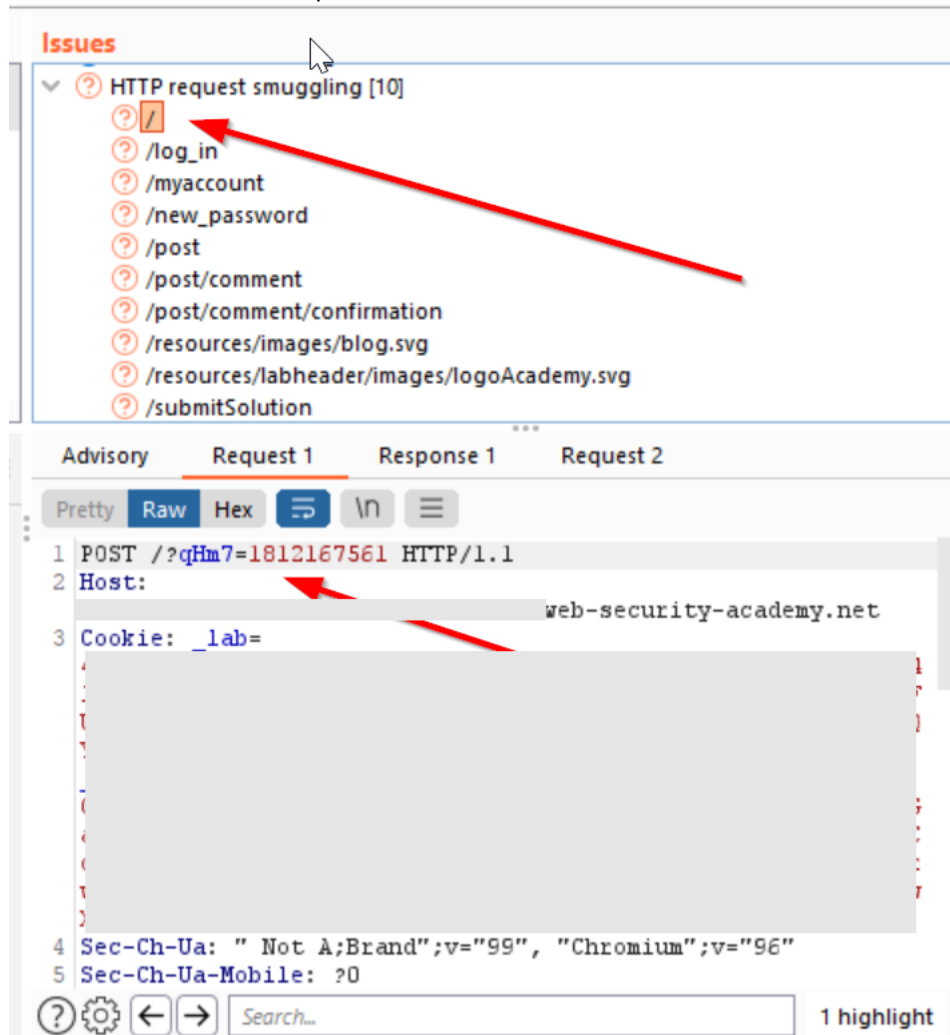 Issues
HTTP request smuggling [10]
/
/log_in
/myaccount
/new_password
/post
/post/comment
/post/comment/confirmation
/resources/images/blog.svg
/resources/labheader/images/logoAcademy.svg
/submitSolution
Advisory Request 1 Response 1 Request 2
Pretty Raw Hex \n
1 POST /?qHm7=1812167561 HTTP/1.1
2 Host:
web-security-academy.net
3 Cookie: _lab=
4 Sec-Ch-Ua: " Not A;Brand";v="99", "Chromium";v="96"
5 Sec-Ch-Ua-Mobile: ?0
Search... 1 highlight